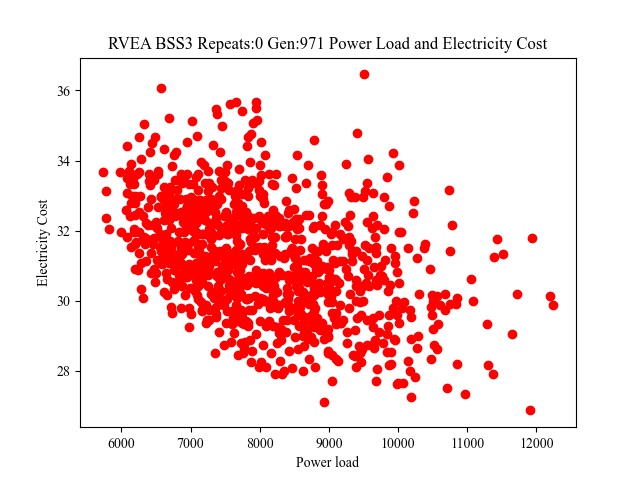 RVEA BSS3 Repeats:0 Gen:971 Power Load and Electricity Cost
Electricity Cost
36
34
32
30
28
6000 7000 8000 9000 10000 11000 12000
Power load